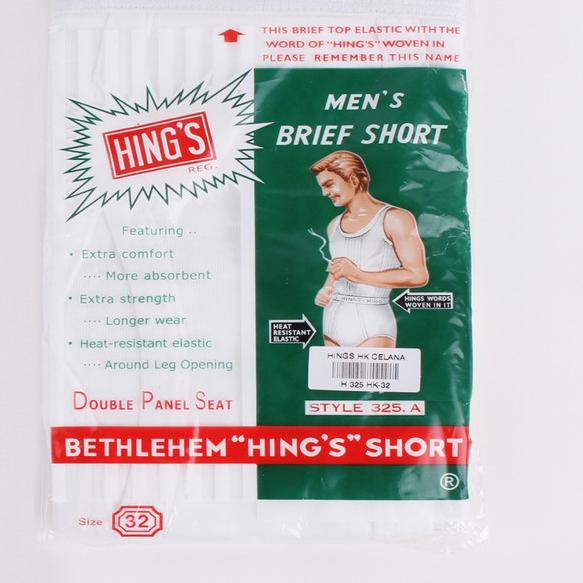 THIS BRIEF TOP ELASTIC WITH THE
WORD OF "HING'S" WOVEN IN
PLEASE REMEMBER THIS NAME
HING'S
REG.
MEN'S
BRIEF SHORT
Featuring ..
• Extra comfort
.... More absorbent
• Extra strength
.... Longer wear
• Heat-resistant elastic
.... Around Leg Opening
DOUBLE PANEL SEAT
HINGS WORDS
WOVEN IN IT
HEAT
RESISTANT
ELASTIC
HINGS HK CELANA
H 325 HK-32
STYLE 325. A
BETHLEHEM "HING'S" SHORT
®
Size 32